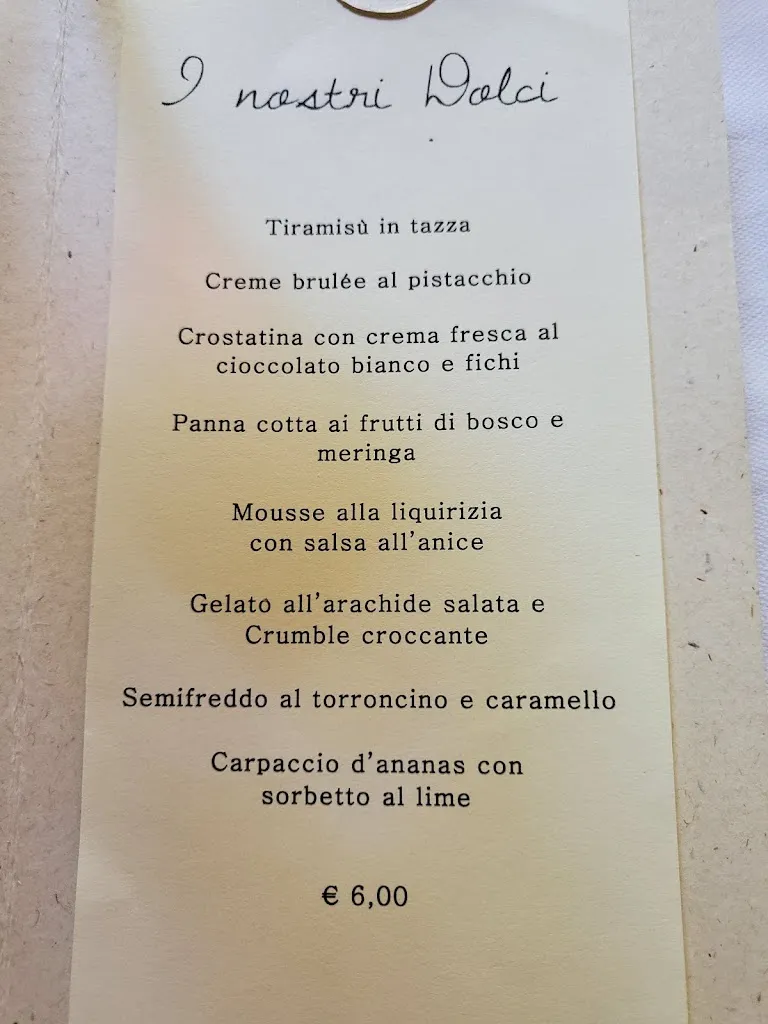 I nostri Dolci
Tiramisù in tazza
Creme brulée al pistacchio
Crostatina con crema fresca al
cioccolato bianco e fichi
Panna cotta ai frutti di bosco e
meringa
Mousse alla liquirizia
con salsa all'anice
Gelato all'arachide salata e
Crumble croccante
Semifreddo al torroncino e caramello
Carpaccio d'ananas con
sorbetto al lime
€ 6,00